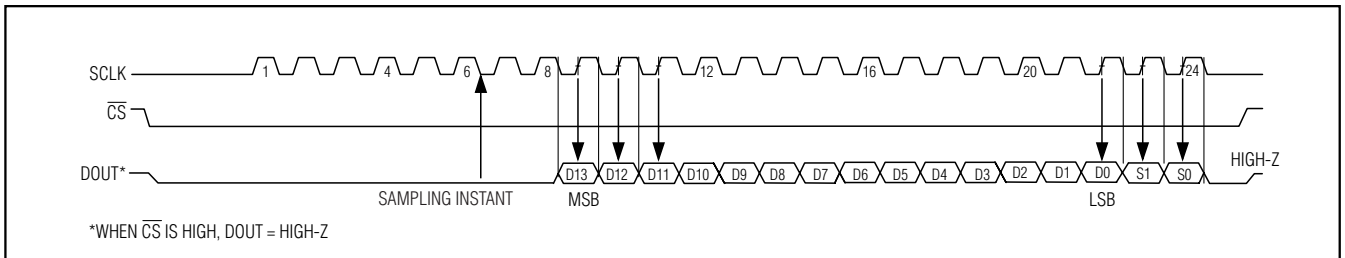 SCLK 1 4 6 8 12 16 20 24
CS
DOUT* D13 D12 D11 D10 D9 D8 D7 D6 D5 D4 D3 D2 D1 D0 S1 S0 HIGH-Z
SAMPLING INSTANT MSB LSB
*WHEN CS IS HIGH, DOUT = HIGH-Z